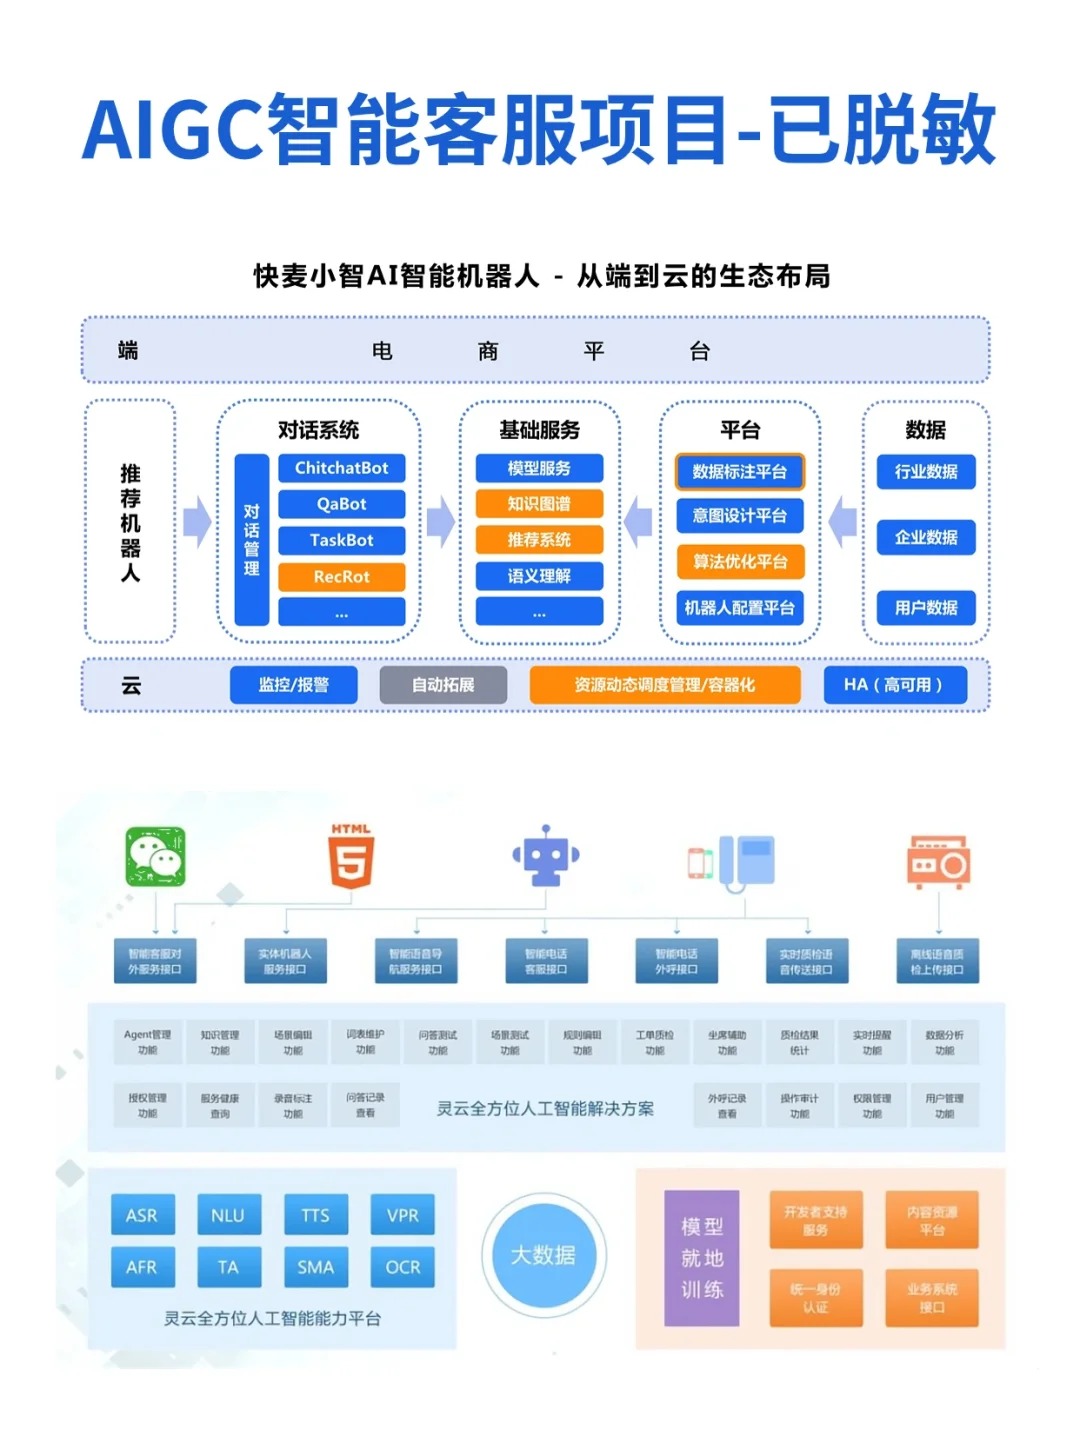 AIGC智能客服项目-已脱敏
快麦小智AI智能机器人 - 从端到云的生态布局
端 电商平台
推荐机器人
对话系统
对话管理
ChitchatBot
QaBot
TaskBot
RecRot
...
基础服务
模型服务
知识图谱
推荐系统
语义理解
...
平台
数据标注平台
意图设计平台
算法优化平台
机器人配置平台
数据
行业数据
企业数据
用户数据
云
监控/报警
自动拓展
资源动态调度管理/容器化
HA（高可用）
HTML
5
智能客服对
外服务接口
实体机器人
服务接口
智能语音导
航服务接口
智能电话
客服接口
智能电话
外呼接口
实时质检语
音传送接口
离线语音质
检上传接口
Agent管理
功能
知识管理
功能
场景编辑
功能
词表维护
功能
问答测试
功能
场景测试
功能
规则编辑
功能
工单质检
功能
坐席辅助
功能
质检结果
统计
实时提醒
功能
数据分析
功能
授权管理
功能
服务健康
查询
录音标注
功能
问答记录
查看
灵云全方位人工智能解决方案
外呼记录
查看
操作审计
功能
权限管理
功能
用户管理
功能
ASR
NLU
TTS
VPR
AFR
TA
SMA
OCR
灵云全方位人工智能能力平台
大数据
模型
就地
训练
开发者支持
服务
内容资源
平台
统一身份
认证
业务系统
接口